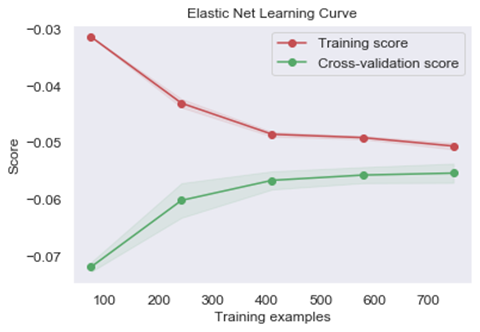 Elastic Net Learning Curve
Training score
Cross-validation score
−0.03
−0.04
−0.05
−0.06
−0.07
Score
100 200 300 400 500 600 700
Training examples